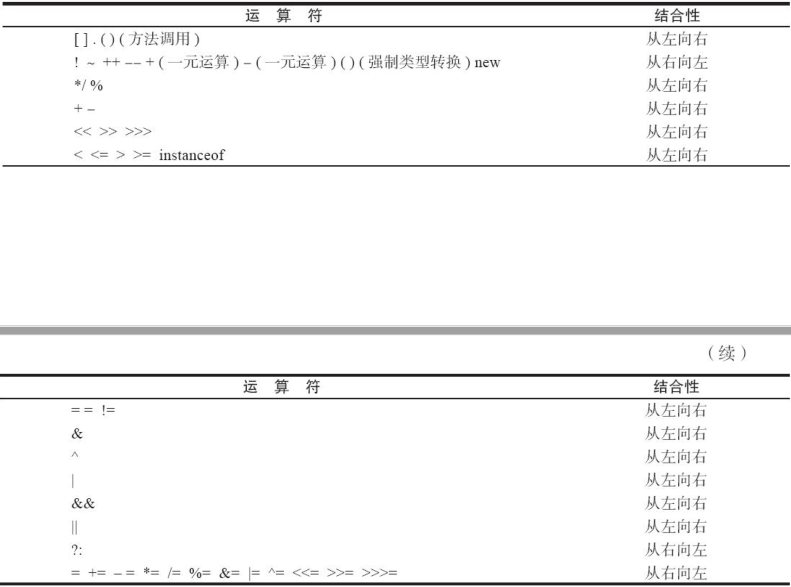 运 算 符 结合性
[ ] . ( ) ( 方法调用 ) 从左向右
! ~ ++ -- + ( 一元运算 ) – ( 一元运算 ) ( ) ( 强制类型转换 ) new 从右向左
*/ % 从左向右
+ – 从左向右
<< >> >>> 从左向右
< <= > >= instanceof 从左向右
（续）
运 算 符 结合性
= = != 从左向右
& 从左向右
^ 从左向右
| 从左向右
&& 从左向右
|| 从左向右
?: 从右向左
= += – = *= /= %= &= |= ^= <<= >>= >>>= 从右向左